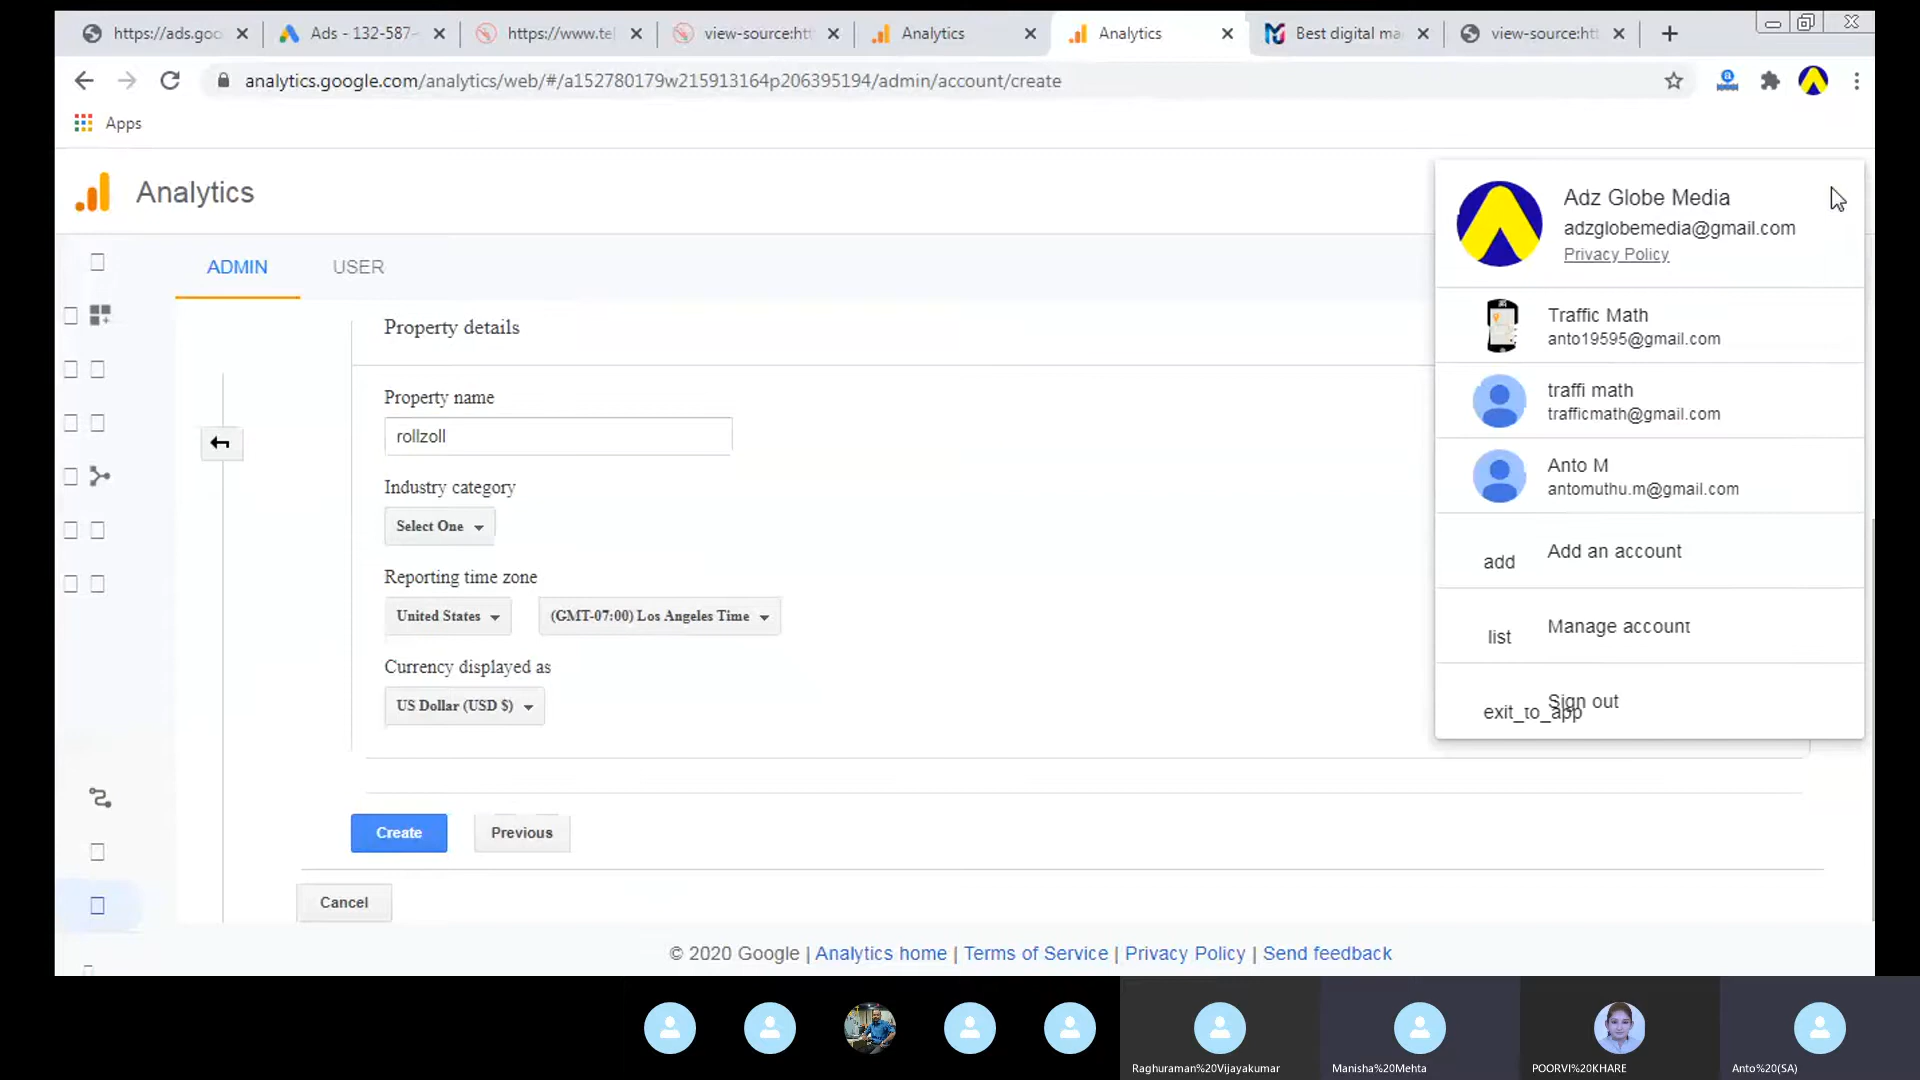 https://ads.goo
Ads - 132-587-
https://www.tel
view-source:htt
Analytics
Analytics
Best digital ma
view-source:htt
analytics.google.com/analytics/web/#/a152780179w215913164p206395194/admin/account/create
Apps
Analytics
ADMIN
USER
Property details
Property name
rollzoll
Industry category
Select One
Reporting time zone
United States
(GMT-07:00) Los Angeles Time
Currency displayed as
US Dollar (USD $)
Create
Previous
Cancel
Adz Globe Media
adzglobemedia@gmail.com
Privacy Policy
Traffic Math
anto19595@gmail.com
traffi math
trafficmath@gmail.com
Anto M
antomuthu.m@gmail.com
add Add an account
list Manage account
exit_to_app Sign out
© 2020 Google | Analytics home | Terms of Service | Privacy Policy | Send feedback
Raghuraman%20Vijayakumar
Manisha%20Mehta
POORVI%20KHARE
Anto%20(SA)